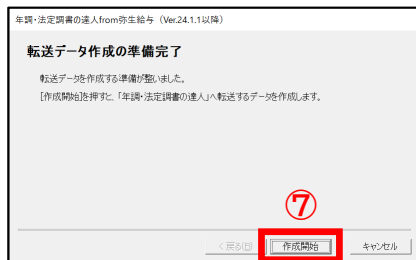 年調・法定調書の達人from弥生給与（Ver.24.1.1以降）
転送データ作成の準備完了
転送データを作成する準備が整いました。
[作成開始]を押すと、「年調・法定調書の達人」へ転送するデータを作成します。
⑦
< 戻る(B) 作成開始 キャンセル